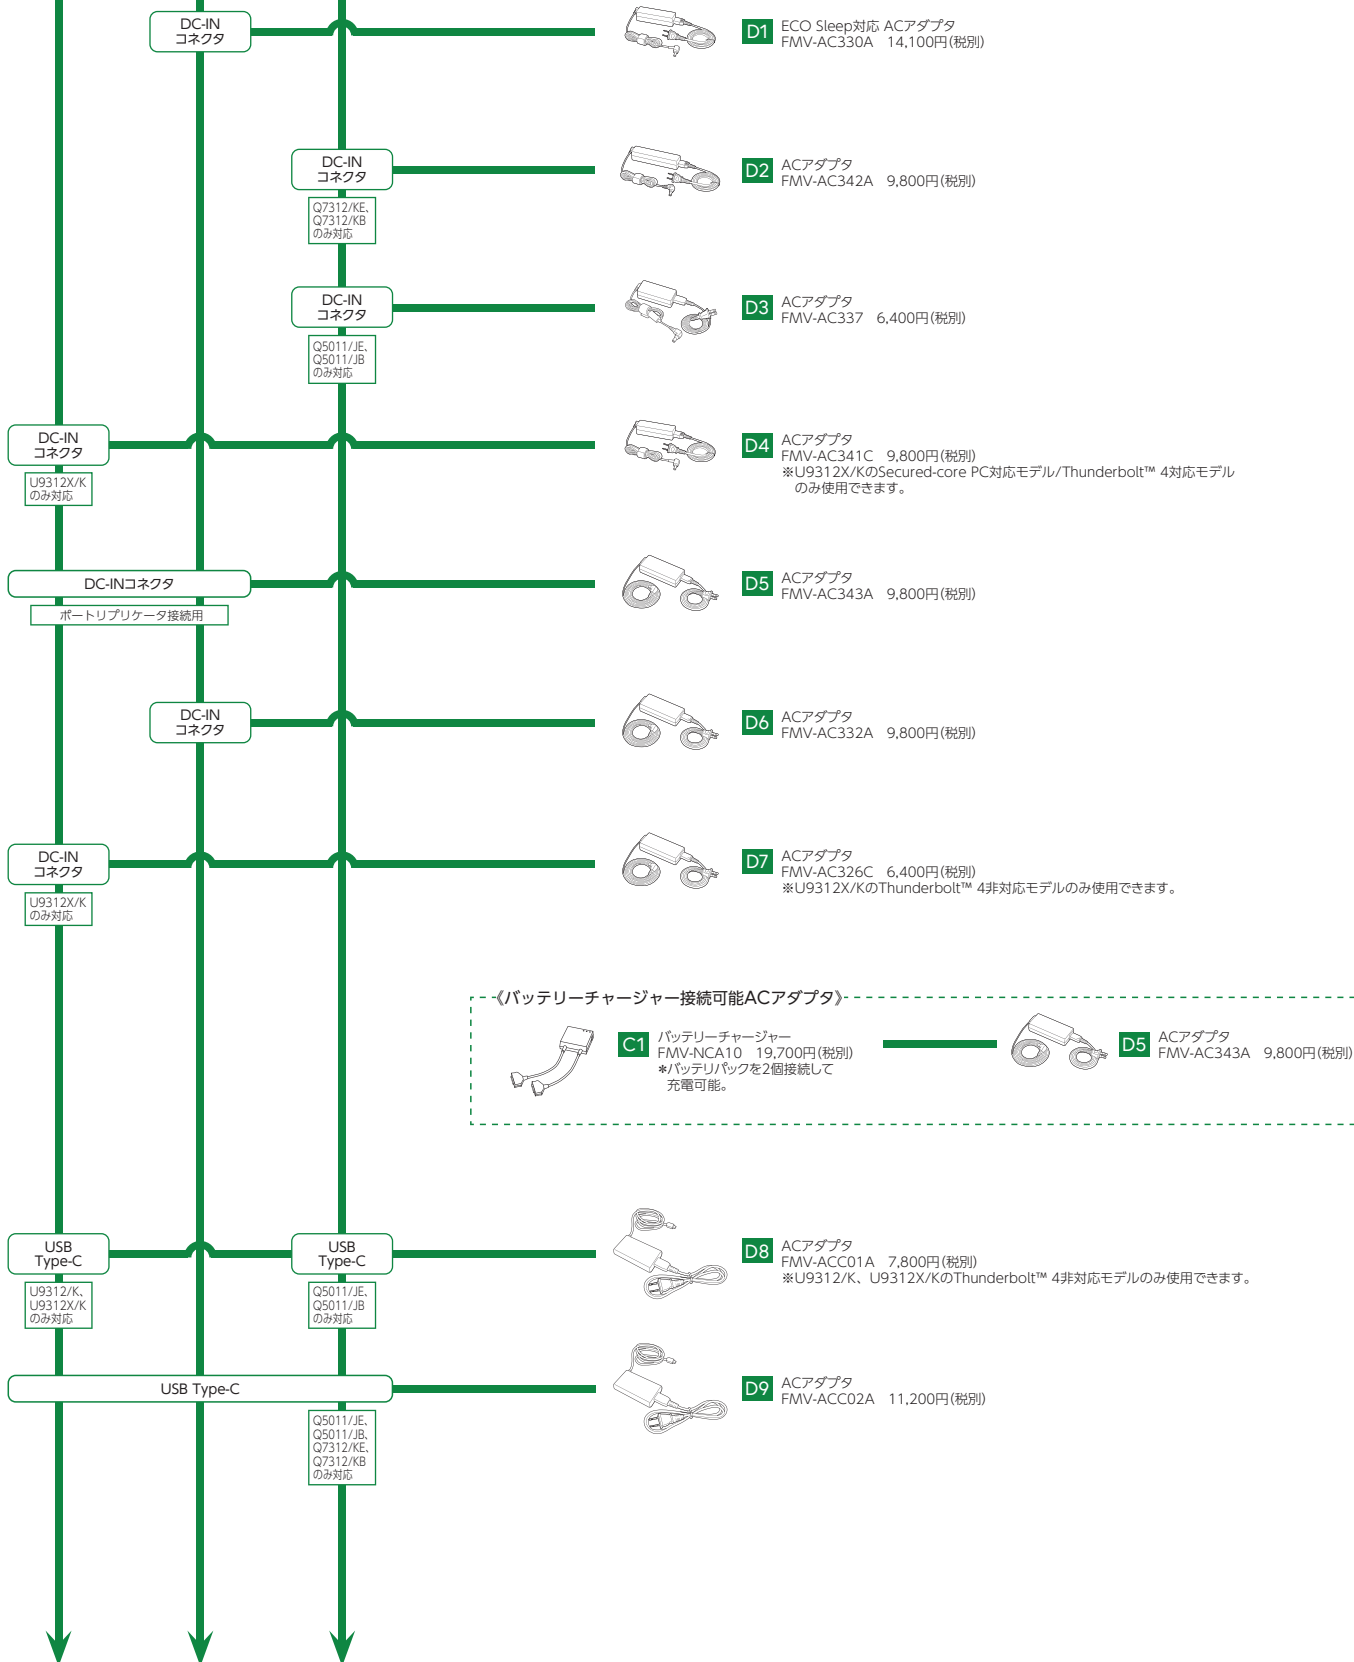 DC-IN
コネクタ
D1
ECO Sleep対応 ACアダプタ
FMV-AC330A 14,100円(税別)
DC-IN
コネクタ
Q7312/KE、
Q7312/KB
のみ対応
D2
ACアダプタ
FMV-AC342A 9,800円(税別)
DC-IN
コネクタ
Q5011/JE、
Q5011/JB
のみ対応
D3
ACアダプタ
FMV-AC337 6,400円(税別)
DC-IN
コネクタ
U9312X/K
のみ対応
D4
ACアダプタ
FMV-AC341C 9,800円(税別)
※U9312X/KのSecured-core PC対応モデル/Thunderbolt™ 4対応モデル
のみ使用できます。
DC-INコネクタ
ポートリプリケータ接続用
D5
ACアダプタ
FMV-AC343A 9,800円(税別)
DC-IN
コネクタ
D6
ACアダプタ
FMV-AC332A 9,800円(税別)
DC-IN
コネクタ
U9312X/K
のみ対応
D7
ACアダプタ
FMV-AC326C 6,400円(税別)
※U9312X/KのThunderbolt™ 4非対応モデルのみ使用できます。
《バッテリーチャージャー接続可能ACアダプタ》
C1
バッテリーチャージャー
FMV-NCA10 19,700円(税別)
*バッテリパックを2個接続して
充電可能。
D5
ACアダプタ
FMV-AC343A 9,800円(税別)
USB
Type-C
U9312/K、
U9312X/K
のみ対応
USB
Type-C
Q5011/JE、
Q5011/JB
のみ対応
D8
ACアダプタ
FMV-ACC01A 7,800円(税別)
※U9312/K、U9312X/KのThunderbolt™ 4非対応モデルのみ使用できます。
USB Type-C
Q5011/JE、
Q5011/JB、
Q7312/KE、
Q7312/KB
のみ対応
D9
ACアダプタ
FMV-ACC02A 11,200円(税別)